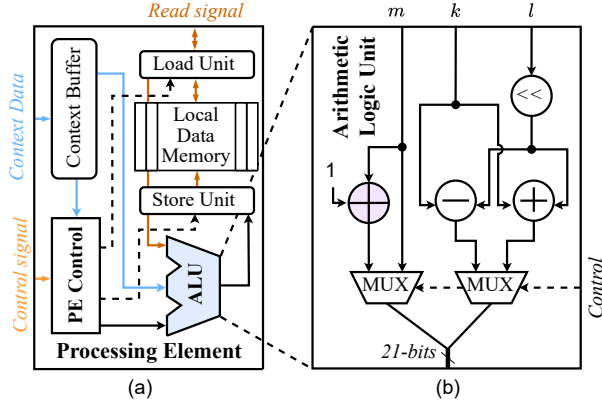 Read signal
Load Unit
Context Buffer
Context Data
Local
Data
Memory
Store Unit
Control signal
PE Control
ALU
Processing Element
(a)
m
k
l
Arithmetic
Logic Unit
<<
1
+
−
+
MUX
MUX
Control
21-bits
(b)